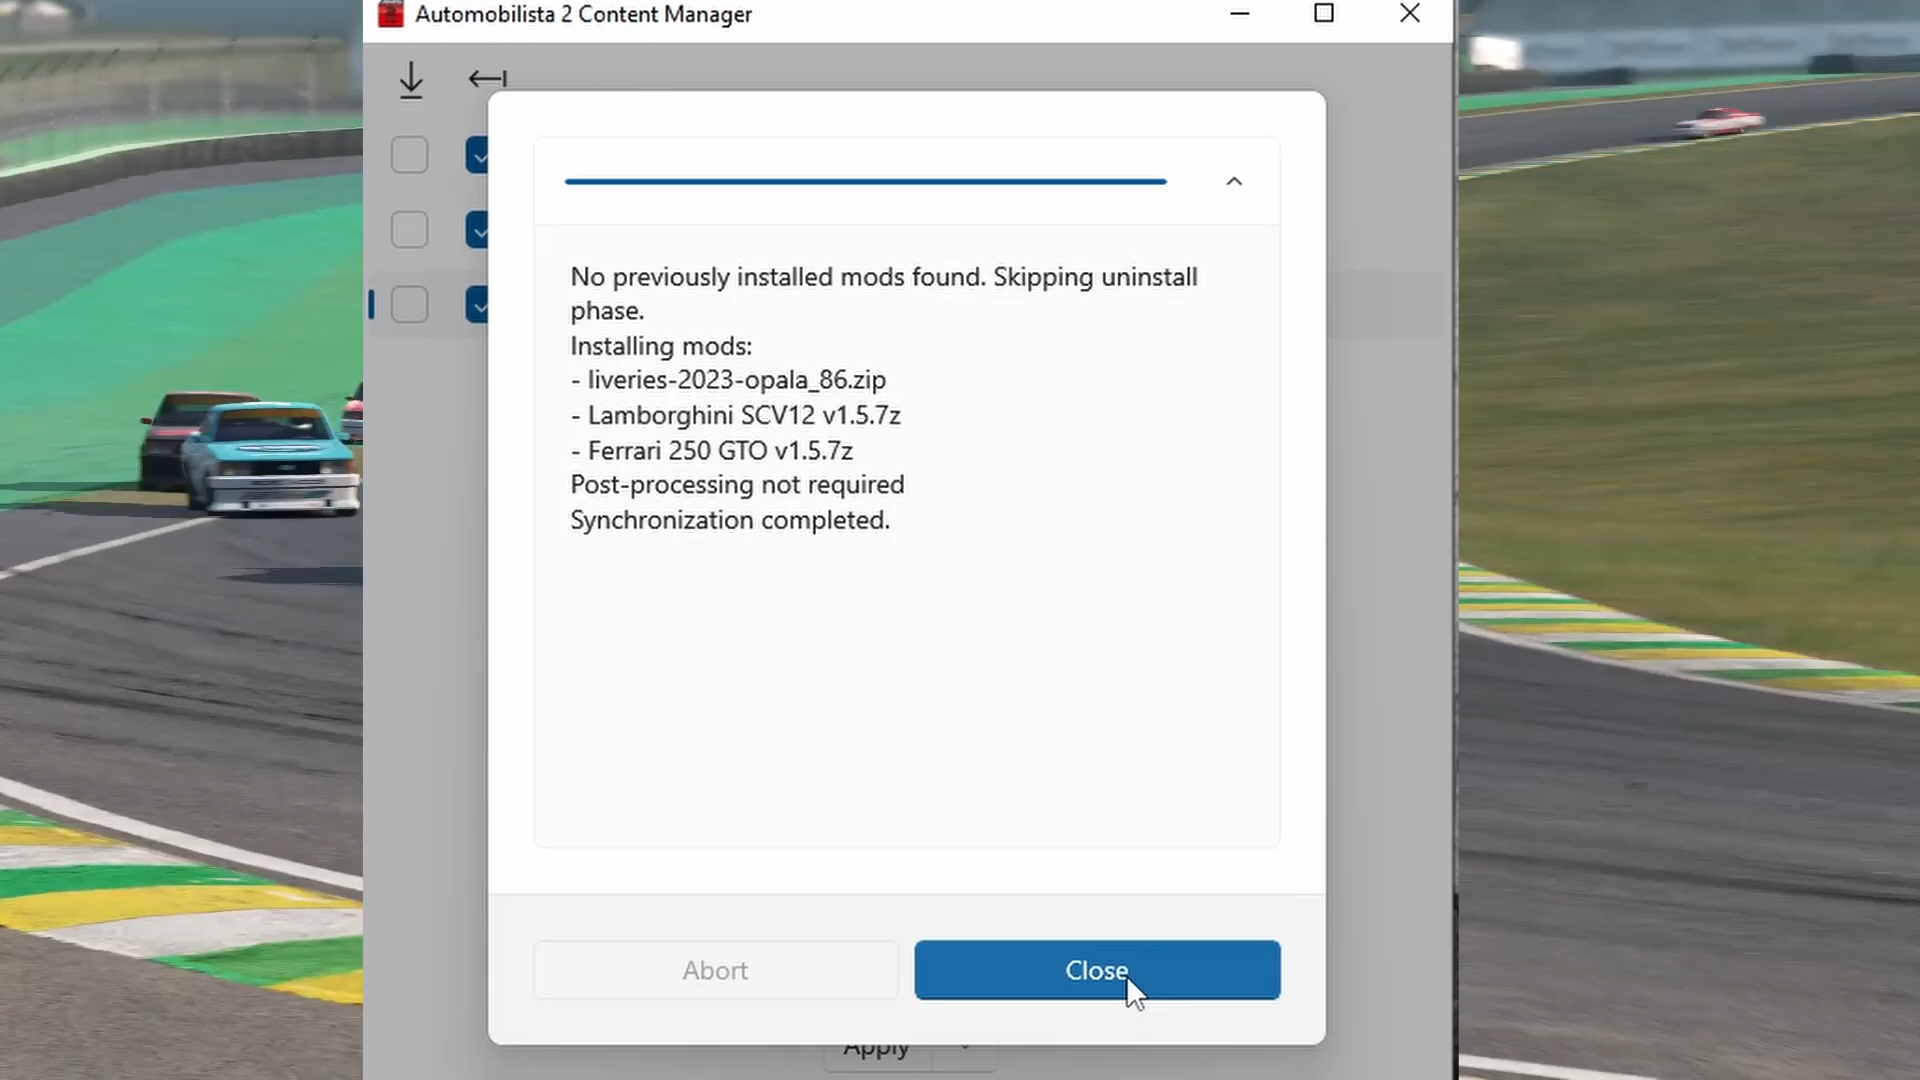 Automobilista 2 Content Manager
No previously installed mods found. Skipping uninstall
phase.
Installing mods:
- liveries-2023-opala_86.zip
- Lamborghini SCV12 v1.5.7z
- Ferrari 250 GTO v1.5.7z
Post-processing not required
Synchronization completed.
Abort
Close
Apply